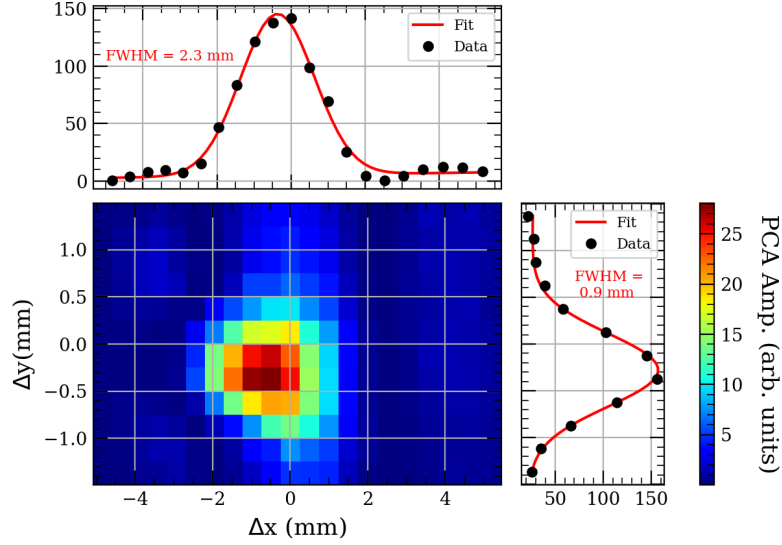 150
100
50
0
FWHM = 2.3 mm
Fit
Data
1.0
0.5
0.0
−0.5
−1.0
Δy(mm)
−4
−2
0
2
4
Δx (mm)
Fit
Data
FWHM =
0.9 mm
50
100
150
25
20
15
10
5
PCA Amp. (arb. units)